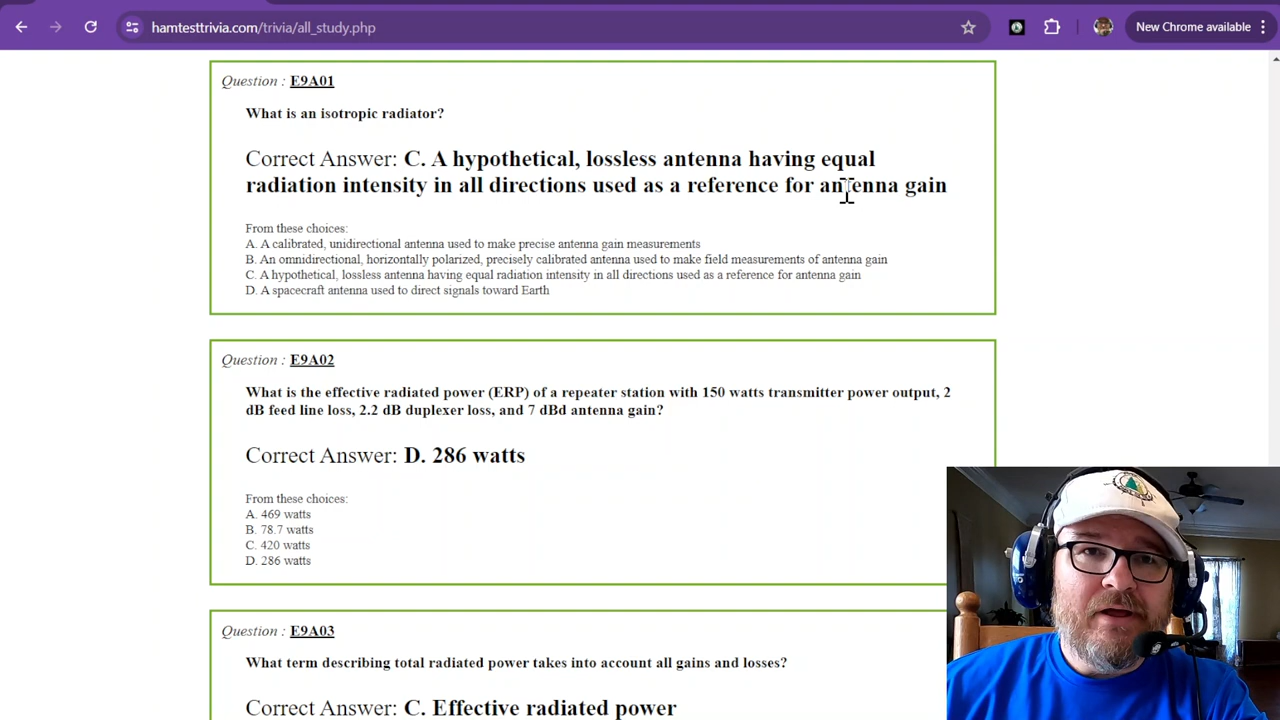 hamtesttrivia.com/trivia/all_study.php
New Chrome available
Question : E9A01
What is an isotropic radiator?
Correct Answer: C. A hypothetical, lossless antenna having equal
radiation intensity in all directions used as a reference for antenna gain
From these choices:
A. A calibrated, unidirectional antenna used to make precise antenna gain measurements
B. An omnidirectional, horizontally polarized, precisely calibrated antenna used to make field measurements of antenna gain
C. A hypothetical, lossless antenna having equal radiation intensity in all directions used as a reference for antenna gain
D. A spacecraft antenna used to direct signals toward Earth
Question : E9A02
What is the effective radiated power (ERP) of a repeater station with 150 watts transmitter power output, 2
dB feed line loss, 2.2 dB duplexer loss, and 7 dBd antenna gain?
Correct Answer: D. 286 watts
From these choices:
A. 469 watts
B. 78.7 watts
C. 420 watts
D. 286 watts
Question : E9A03
What term describing total radiated power takes into account all gains and losses?
Correct Answer: C. Effective radiated power